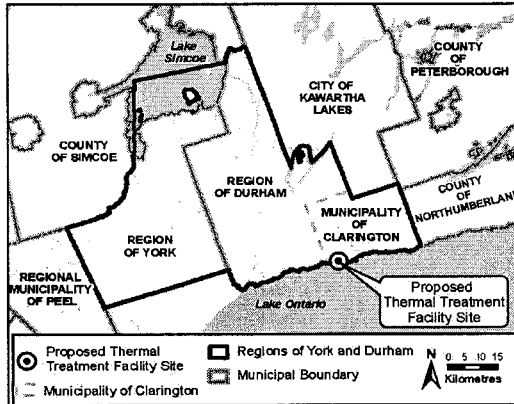 Lake
Simcoe
COUNTY
OF
PETERBOROUGH
CITY OF
KAWARTHA
LAKES
COUNTY
OF SIMCOE
REGION
OF DURHAM
COUNTY
OF
NORTHUMBERLAND
MUNICIPALITY
OF
CLARINGTON
REGION
OF YORK
REGIONAL
MUNICIPALITY
OF PEEL
Lake Ontario
Proposed
Thermal Treatment
Facility Site
Proposed Thermal
Treatment Facility Site
Regions of York and Durham
Municipality of Clarington
Municipal Boundary
N
0 5 10 15
Kilometres